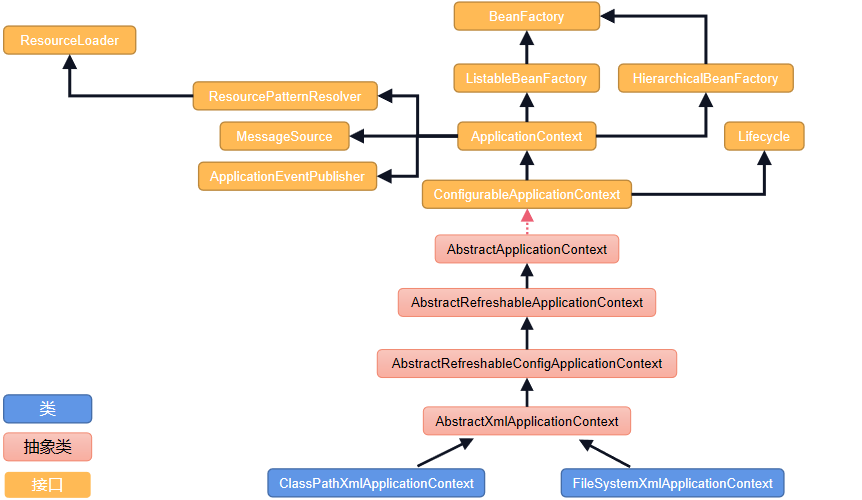 BeanFactory
ResourceLoader
ListableBeanFactory
HierarchicalBeanFactory
ResourcePatternResolver
MessageSource
ApplicationContext
Lifecycle
ApplicationEventPublisher
ConfigurableApplicationContext
AbstractApplicationContext
AbstractRefreshableApplicationContext
AbstractRefreshableConfigApplicationContext
类
AbstractXmlApplicationContext
抽象类
接口
ClassPathXmlApplicationContext
FileSystemXmlApplicationContext